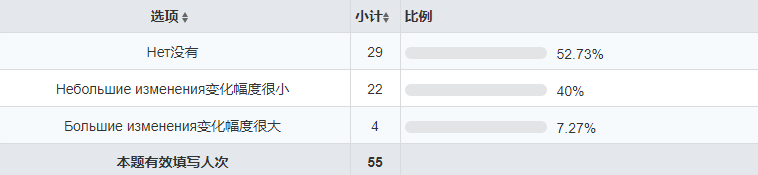 选项 小计 比例
Нет没有 29 52.73%
Небольшие изменения变化幅度很小 22 40%
Большие изменения变化幅度很大 4 7.27%
本题有效填写人次 55